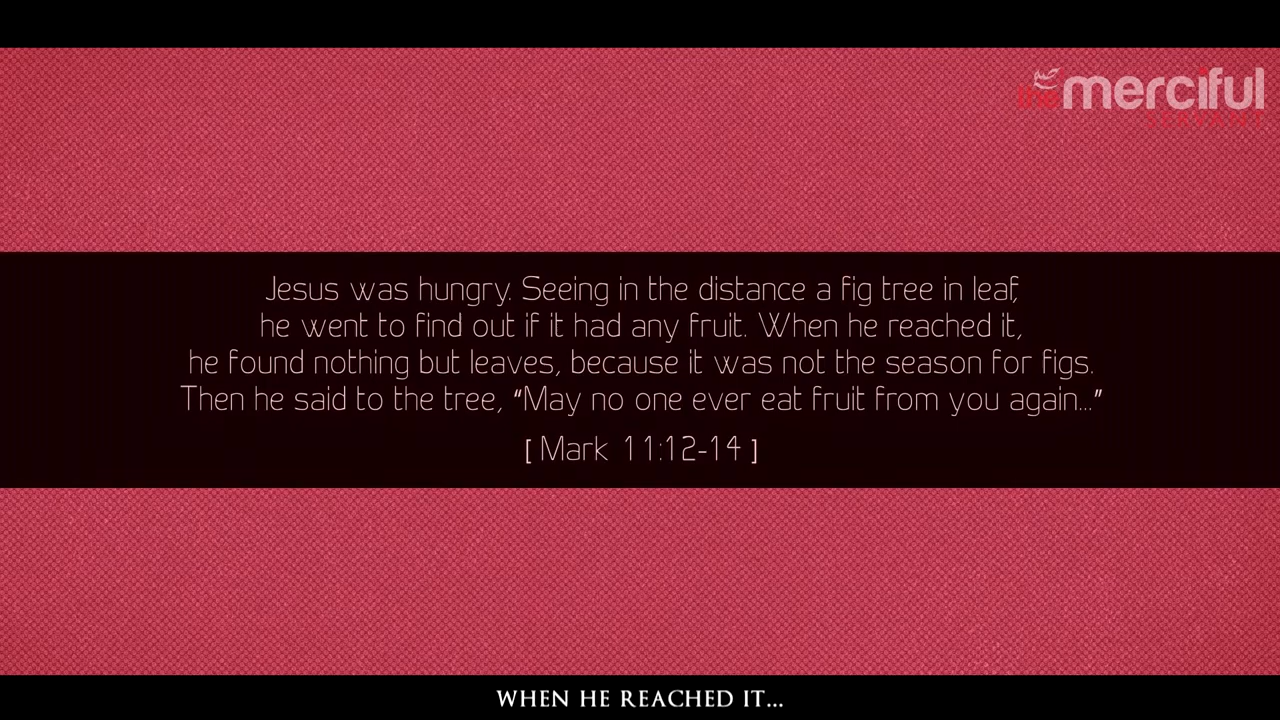 the merciful
SERVANT
Jesus was hungry. Seeing in the distance a fig tree in leaf,
he went to find out if it had any fruit. When he reached it,
he found nothing but leaves, because it was not the season for figs.
Then he said to the tree, “May no one ever eat fruit from you again...”
[ Mark 11:12-14 ]
WHEN HE REACHED IT...